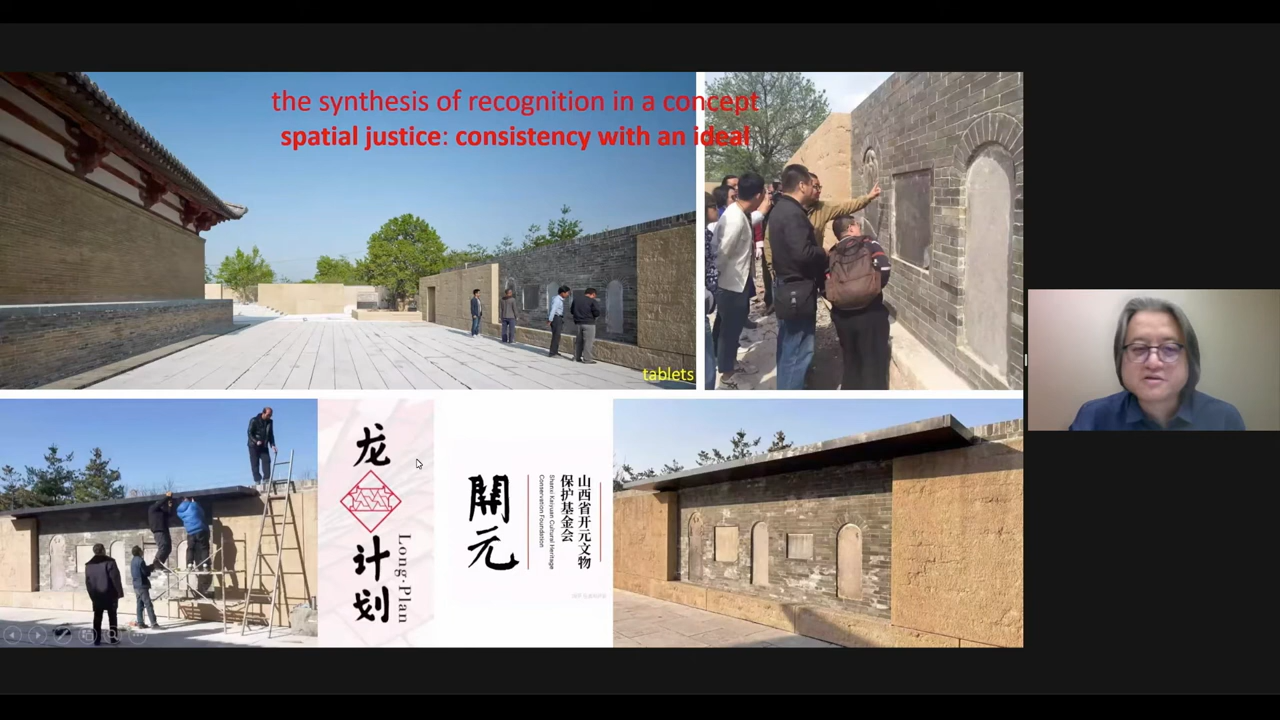 the synthesis of recognition in a concept
spatial justice: consistency with an ideal
tablets
龙
计
划
Long·Plan
開
元
山西省开元文物
保护基金会
Shanxi Kaiyuan Cultural Heritage
Conservation Foundation